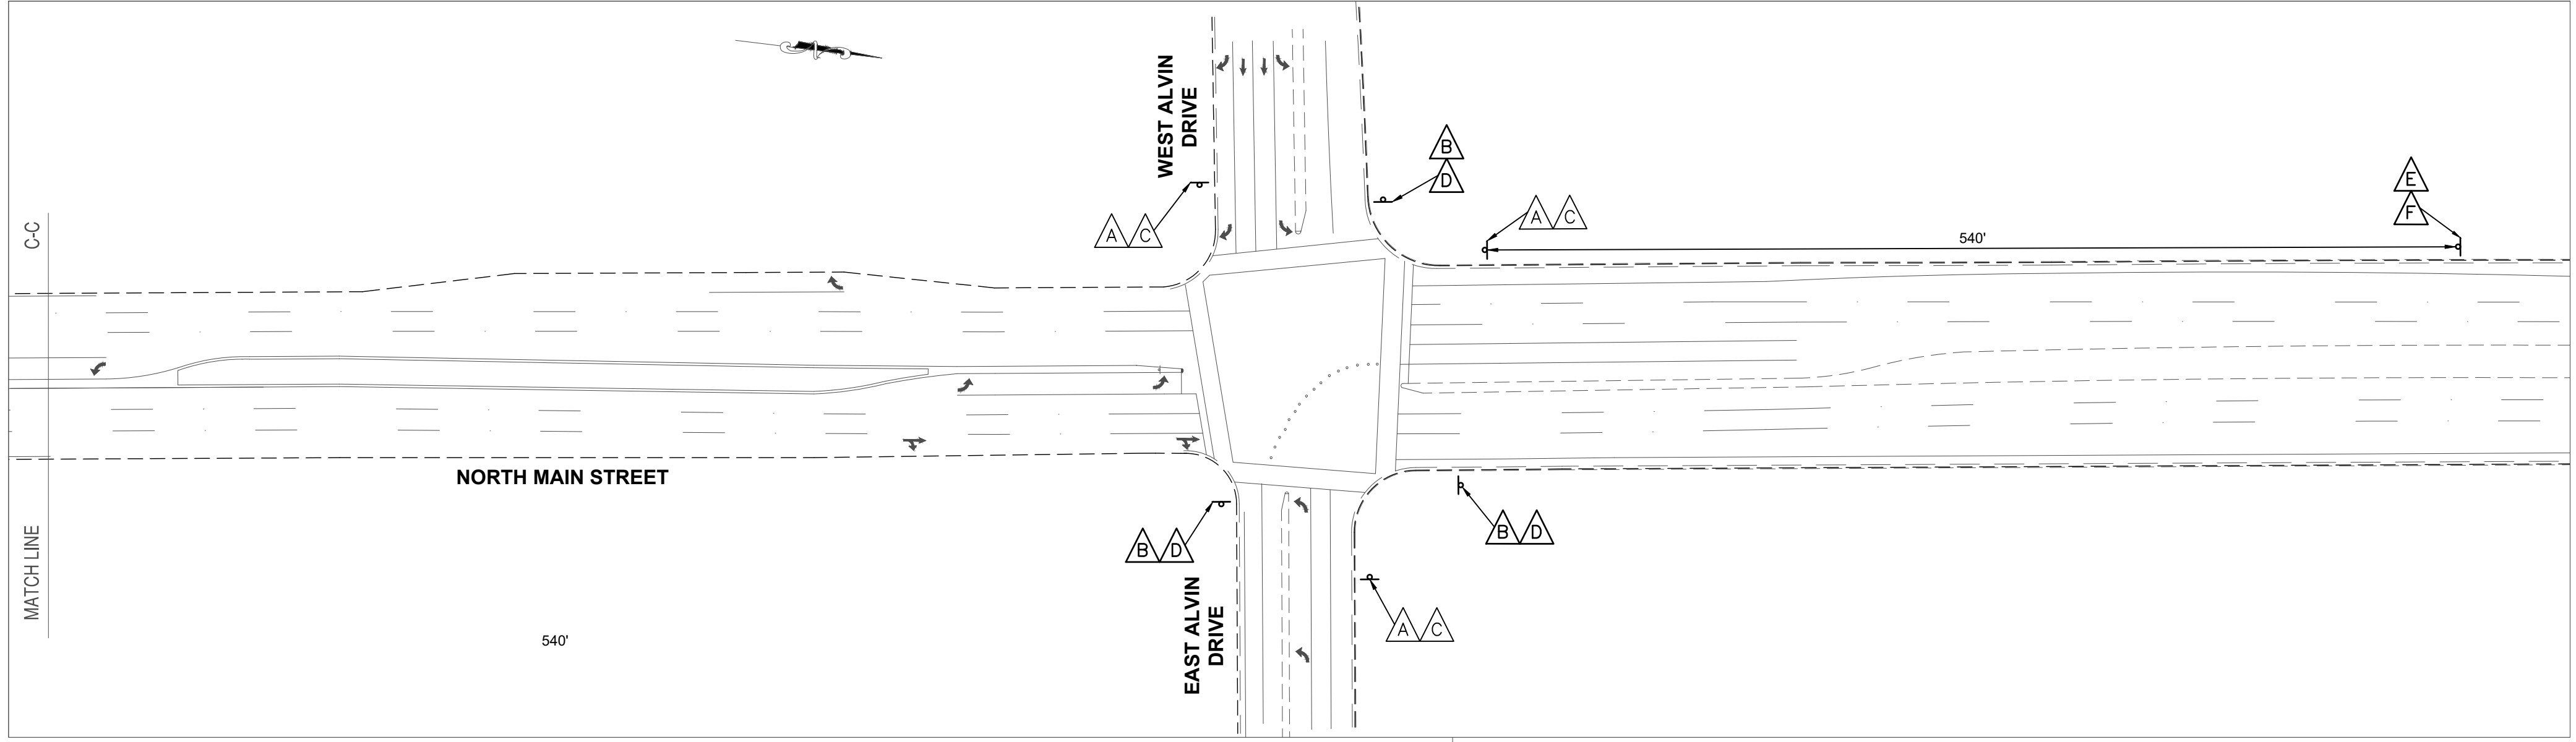 WEST ALVIN
DRIVE
B
D
A C
A C
E
F
540'
C-C
MATCH LINE
NORTH MAIN STREET
B D
B D
A C
EAST ALVIN
DRIVE
540'